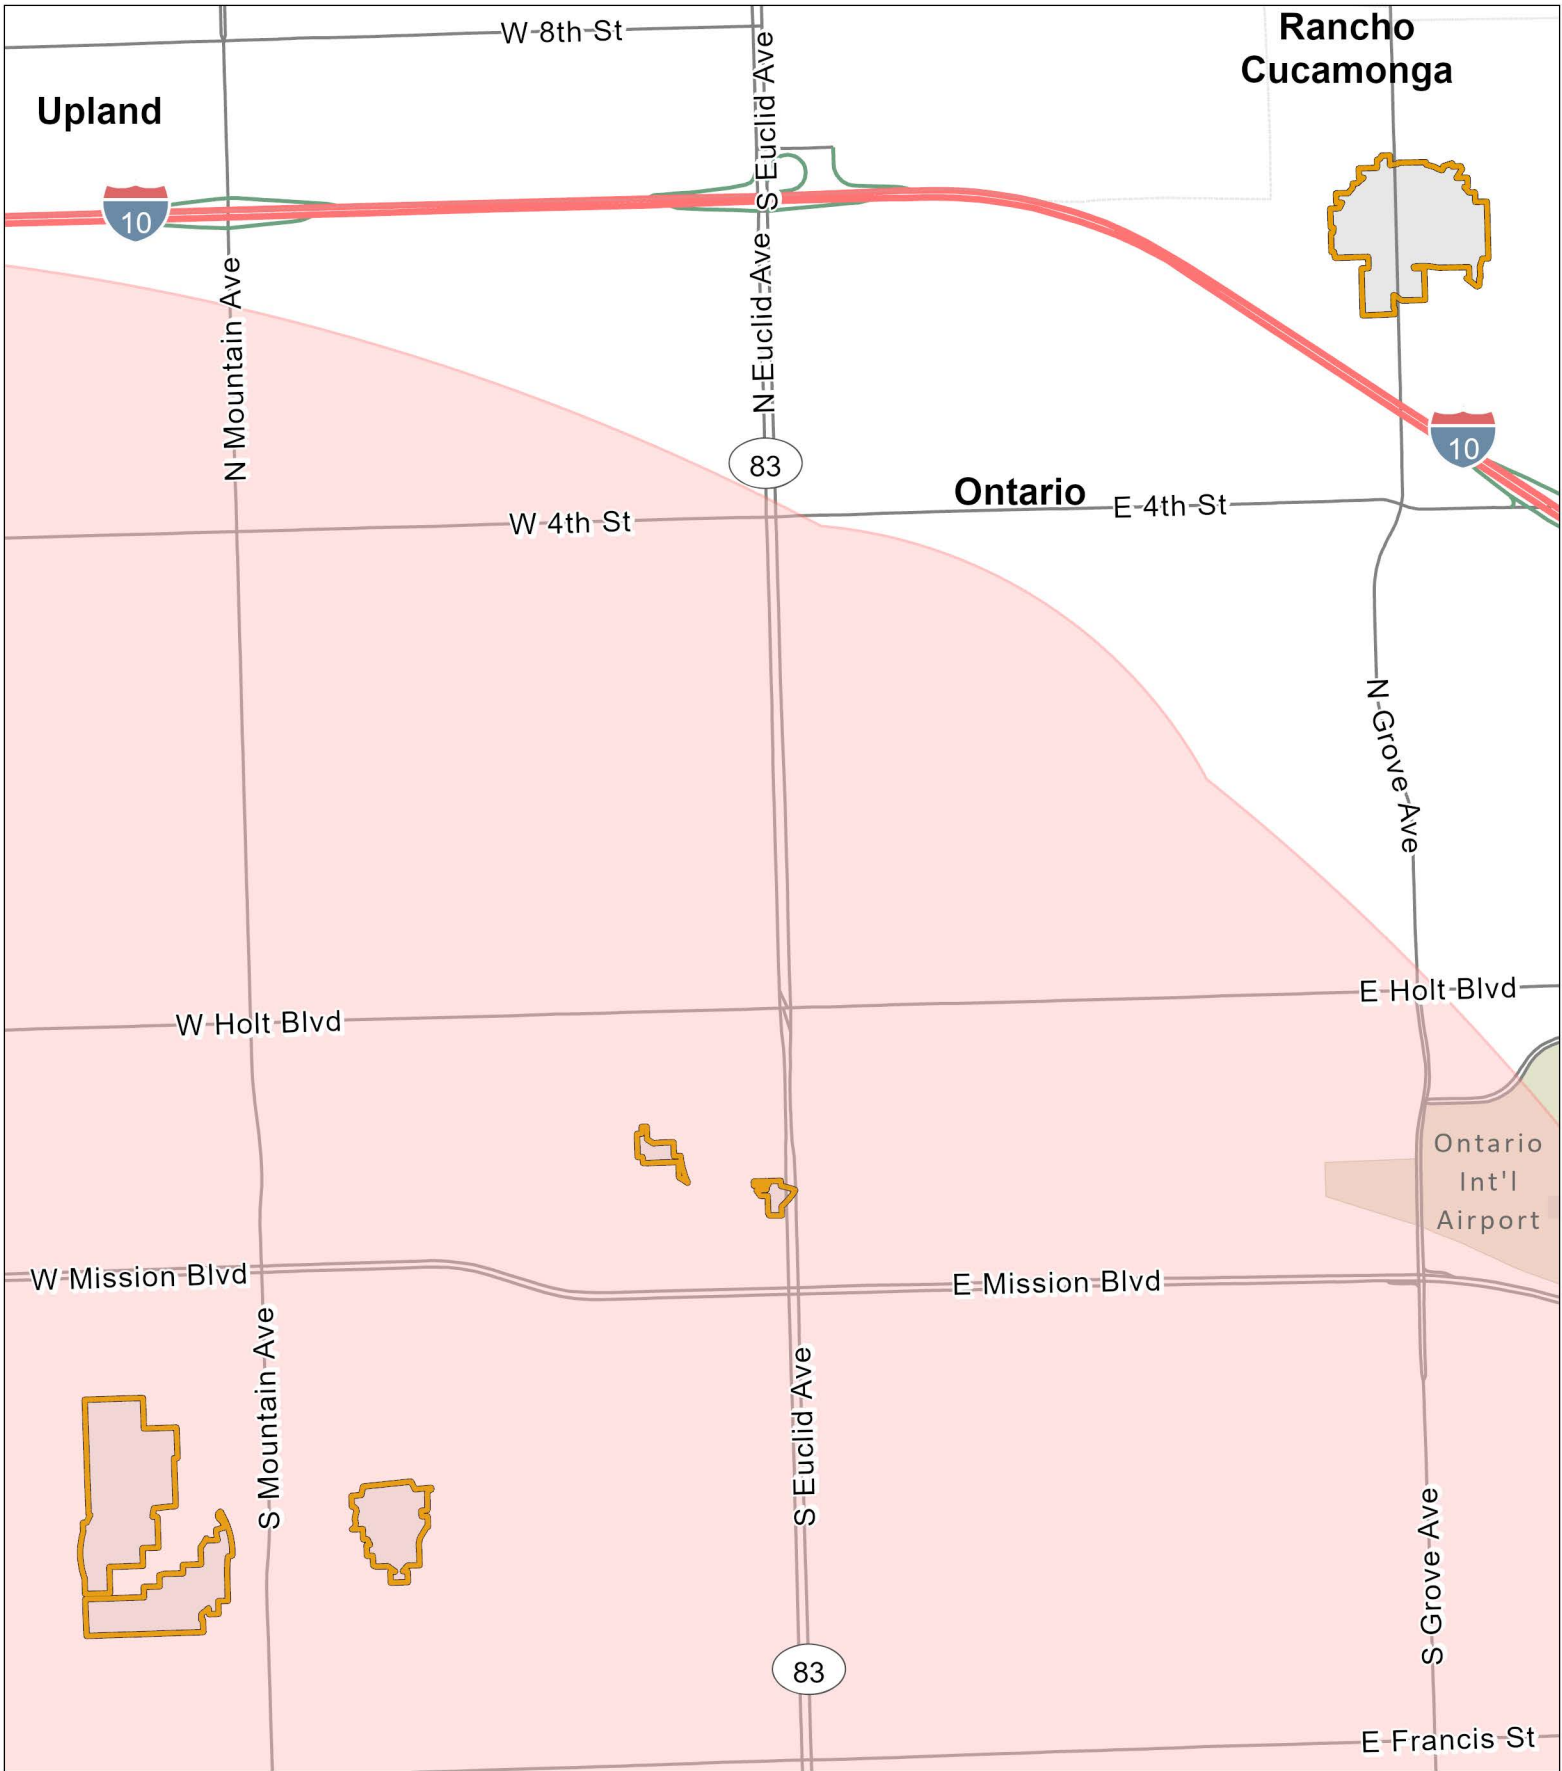 W 8th St
Rancho
Cucamonga
Upland
S Euclid Ave
10
N Euclid Ave
N Mountain Ave
10
83
Ontario
E 4th St
W 4th St
N Grove Ave
E Holt Blvd
W Holt Blvd
Ontario
Int'l
Airport
W Mission Blvd
E Mission Blvd
S Mountain Ave
S Euclid Ave
S Grove Ave
83
E Francis St